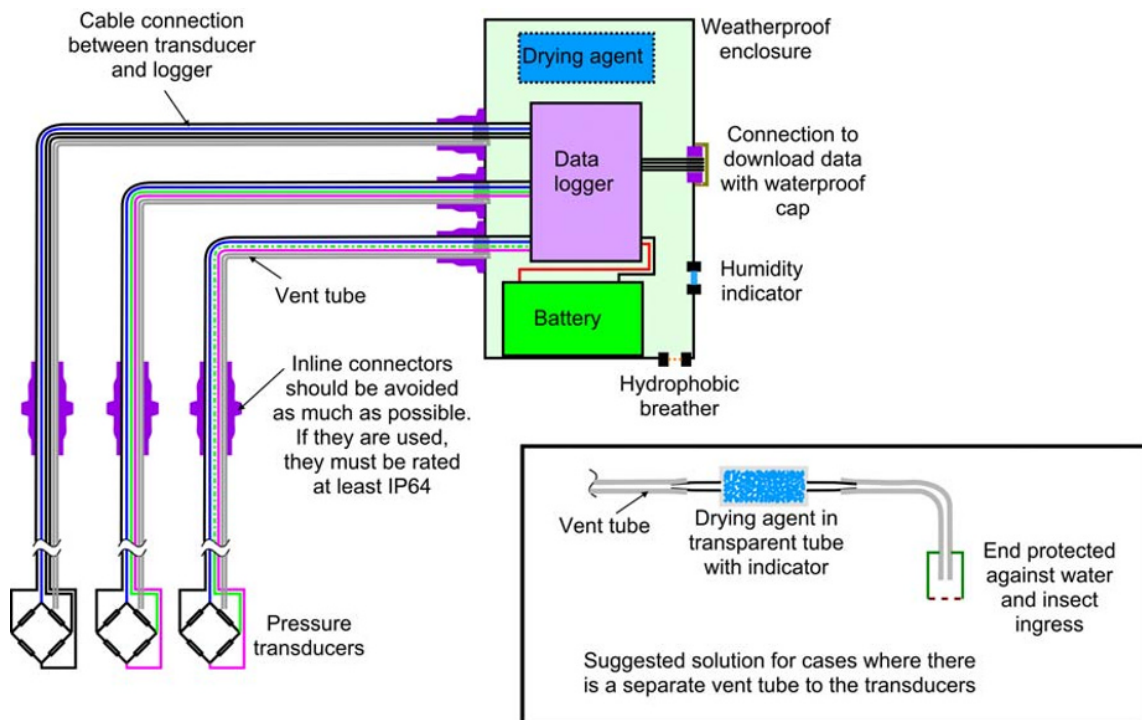 Cable connection
between transducer
and logger
Weatherproof
enclosure
Drying agent
Data
logger
Connection to
download data
with waterproof
cap
Vent tube
Humidity
indicator
Battery
Inline connectors
should be avoided
as much as possible.
If they are used,
they must be rated
at least IP64
Hydrophobic
breather
Pressure
transducers
Vent tube
Drying agent in
transparent tube
with indicator
End protected
against water
and insect
ingress
Suggested solution for cases where there
is a separate vent tube to the transducers